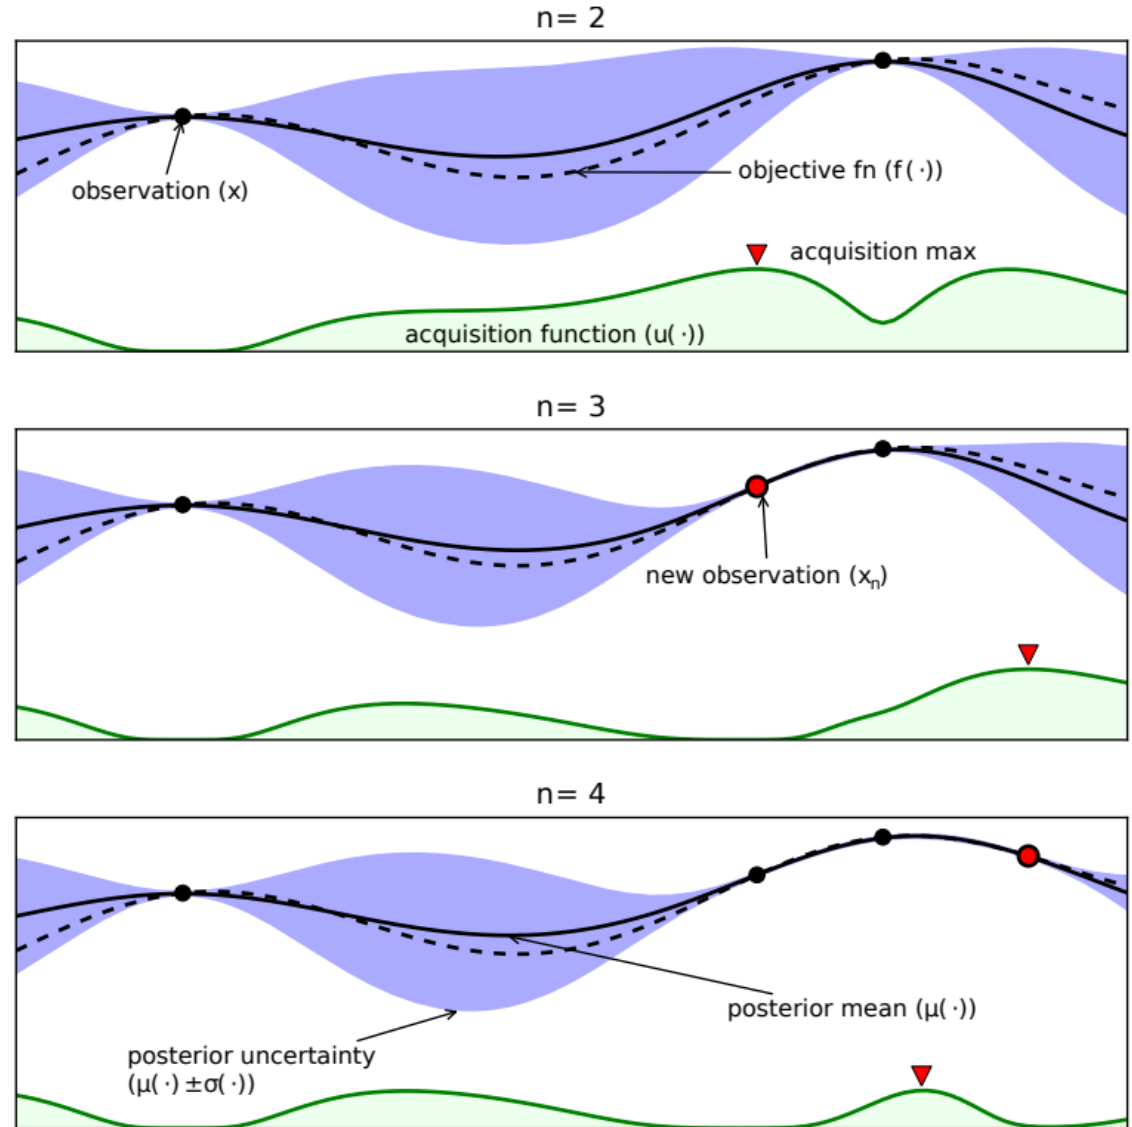 n= 2
observation (x)
objective fn (f(·))
acquisition max
acquisition function (u(·))
n= 3
new observation (xₙ)
n= 4
posterior mean (μ(·))
posterior uncertainty
(μ(·)±σ(·))